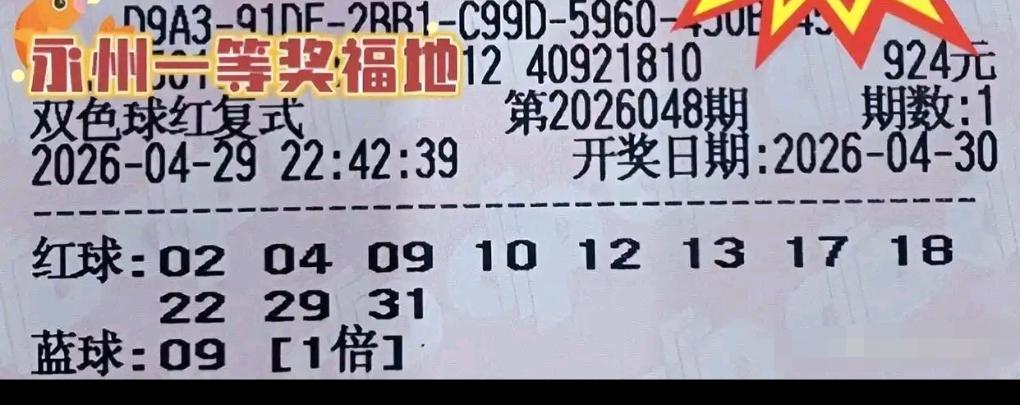 D9A3-91DF-2BB1-C99D-5960-
永州一等奖福地
12 40921810 924元
双色球红复式 第2026048期 期数:1
2026-04-29 22:42:39 开奖日期:2026-04-30
红球:02 04 09 10 12 13 17 18
22 29 31
蓝球:09 [1倍]